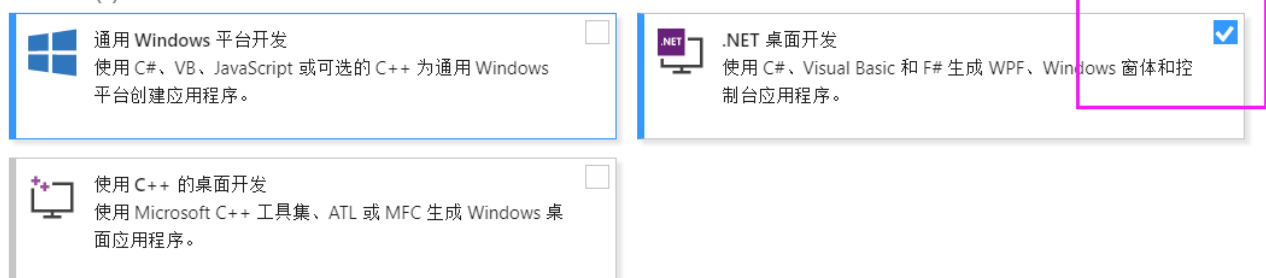 通用 Windows 平台开发
使用 C#、VB、JavaScript 或可选的 C++ 为通用 Windows
平台创建应用程序。
.NET
.NET 桌面开发
使用 C#、Visual Basic 和 F# 生成 WPF、Windows 窗体和控
制台应用程序。
使用 C++ 的桌面开发
使用 Microsoft C++ 工具集、ATL 或 MFC 生成 Windows 桌
面应用程序。